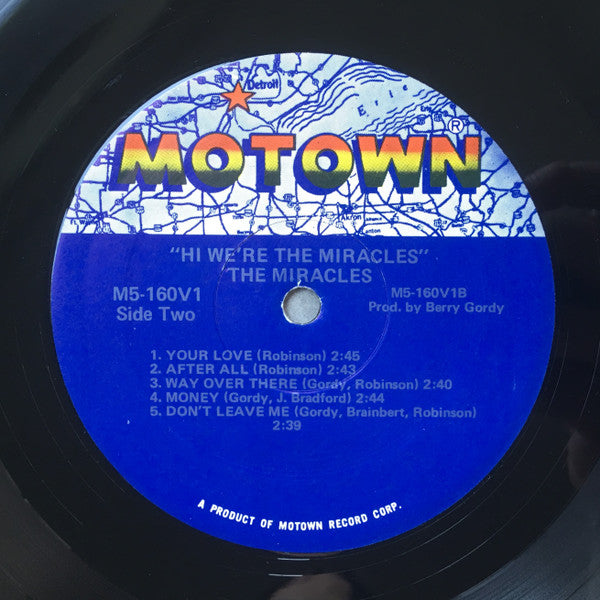 Detroit
Erie
MOTOWN®
Akron
"HI WE'RE THE MIRACLES"
THE MIRACLES
M5-160V1
Side Two
M5-160V1B
Prod. by Berry Gordy
1. YOUR LOVE (Robinson) 2:45
2. AFTER ALL (Robinson) 2:43
3. WAY OVER THERE (Gordy, Robinson) 2:40
4. MONEY (Gordy, J. Bradford) 2:44
5. DON'T LEAVE ME (Gordy, Brainbert, Robinson)
2:39
A PRODUCT OF MOTOWN RECORD CORP.